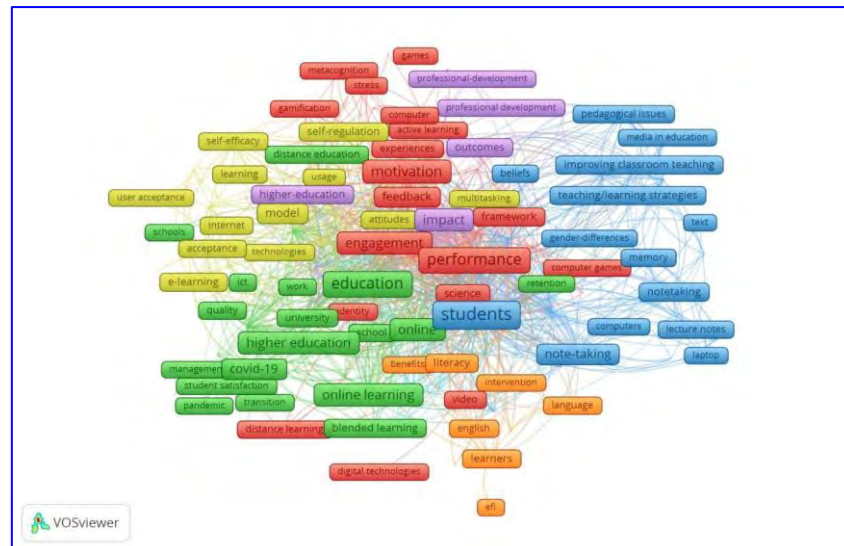 games
metacognition
professional-development
stress
gamification
professional development
computer
pedagogical issues
self-regulation
active learning
media in education
self-efficacy
experiences
outcomes
distance education
improving classroom teaching
motivation
beliefs
learning
usage
user acceptance
higher-education
feedback
multitasking
teaching/learning strategies
model
attitudes
impact
framework
internet
text
schools
engagement
gender-differences
acceptance
technologies
performance
memory
computer games
e-learning
ict
work
education
science
retention
notetaking
quality
university
identity
students
school
online
computers
lecture notes
higher education
note-taking
laptop
management
covid-19
benefits
literacy
student satisfaction
intervention
online learning
pandemic
transition
video
language
distance learning
blended learning
english
learners
digital technologies
efl
VOSviewer